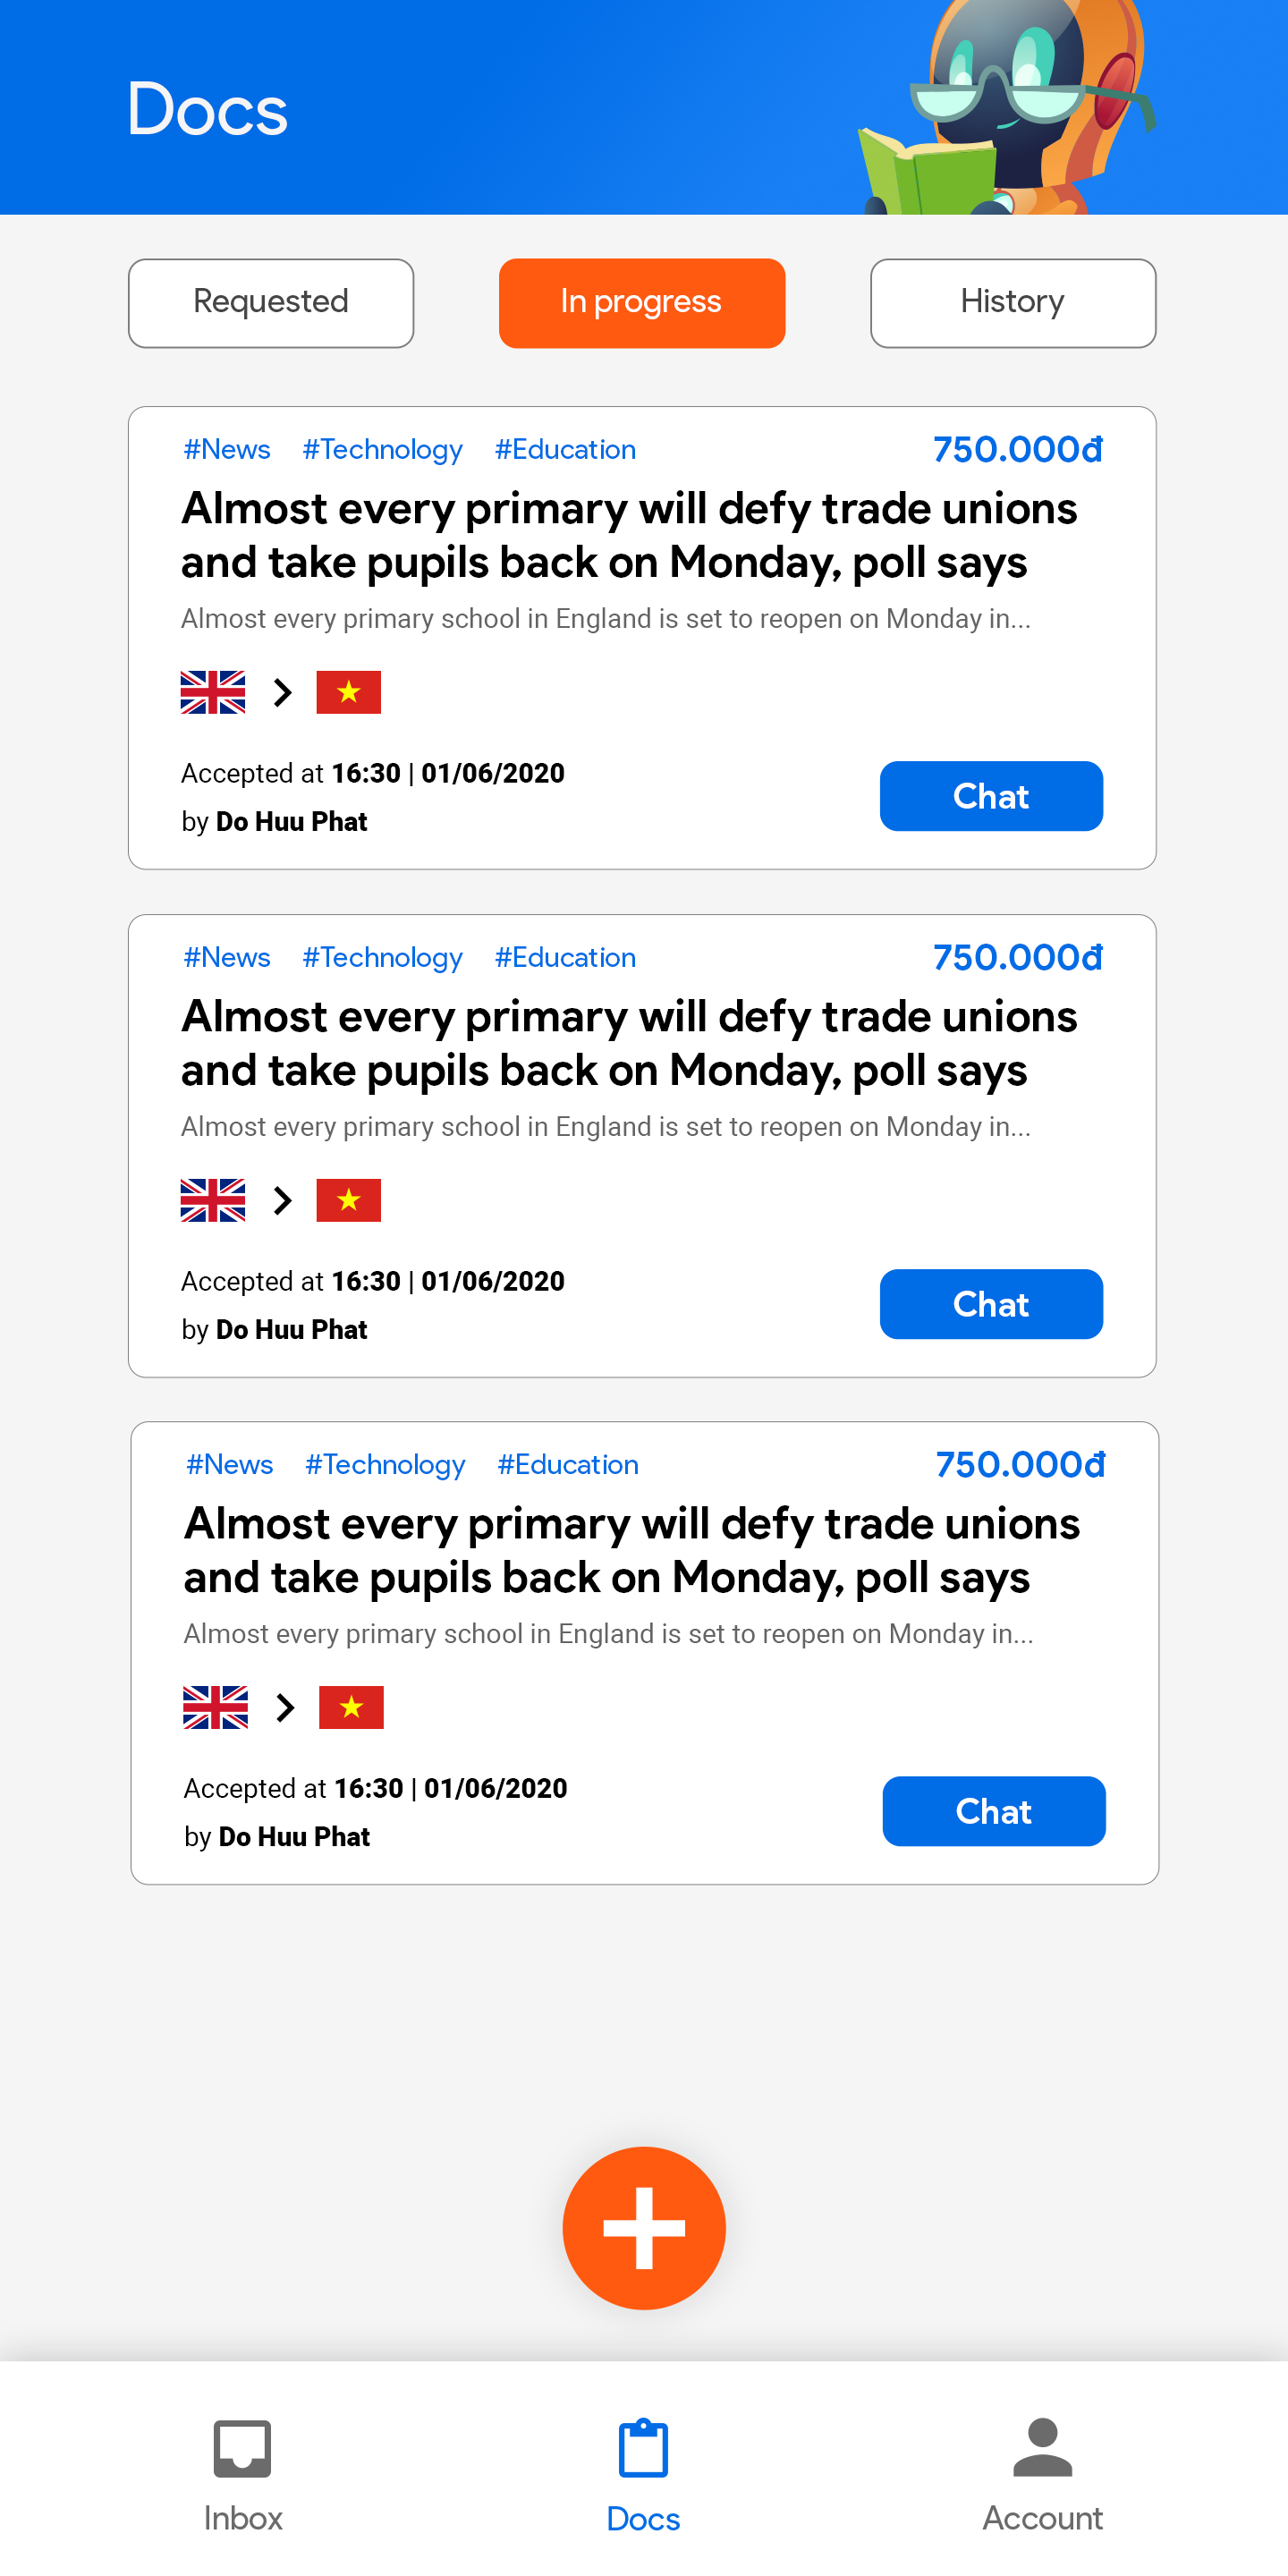 Docs
Requested In progress History
#News #Technology #Education 750.000đ
Almost every primary will defy trade unions
and take pupils back on Monday, poll says
Almost every primary school in England is set to reopen on Monday in...
Accepted at 16:30 | 01/06/2020
by Do Huu Phat
Chat
#News #Technology #Education 750.000đ
Almost every primary will defy trade unions
and take pupils back on Monday, poll says
Almost every primary school in England is set to reopen on Monday in...
Accepted at 16:30 | 01/06/2020
by Do Huu Phat
Chat
#News #Technology #Education 750.000đ
Almost every primary will defy trade unions
and take pupils back on Monday, poll says
Almost every primary school in England is set to reopen on Monday in...
Accepted at 16:30 | 01/06/2020
by Do Huu Phat
Chat
Inbox Docs Account